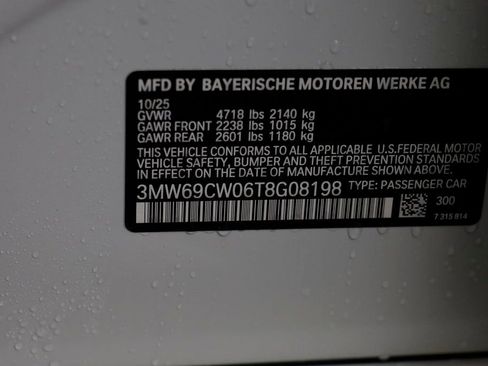 MFD BY BAYERISCHE MOTOREN WERKE AG
10/25
GVWR 4718 lbs 2140 kg
GAWR FRONT 2238 lbs 1015 kg
GAWR REAR 2601 lbs 1180 kg
THIS VEHICLE CONFORMS TO ALL APPLICABLE U.S.FEDERAL MOTOR
VEHICLE SAFETY, BUMPER AND THEFT PREVENTION STANDARDS
IN EFFECT ON THE DATE OF MANUFACTURE SHOWN ABOVE.
3MW69CW06T8G08198 TYPE: PASSENGER CAR
300
7 315 814